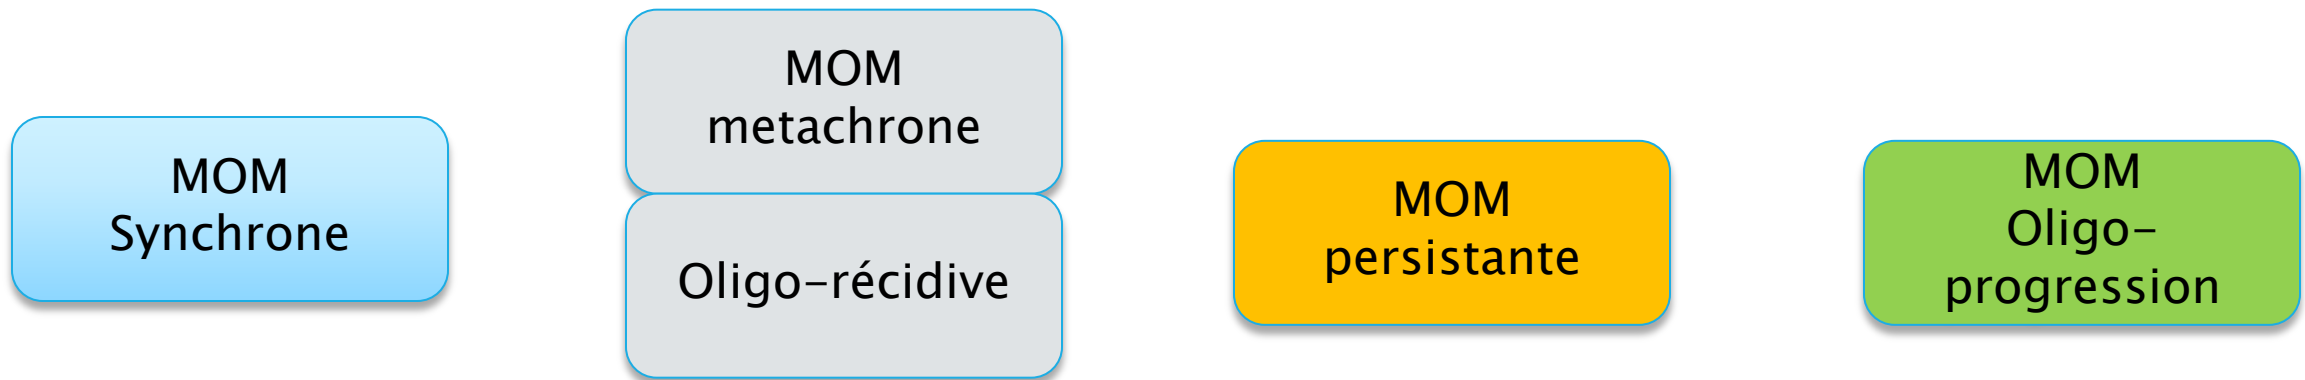 MOM
Synchrone
MOM
metachrone
Oligo-récidive
MOM
persistante
MOM
Oligo-
progression